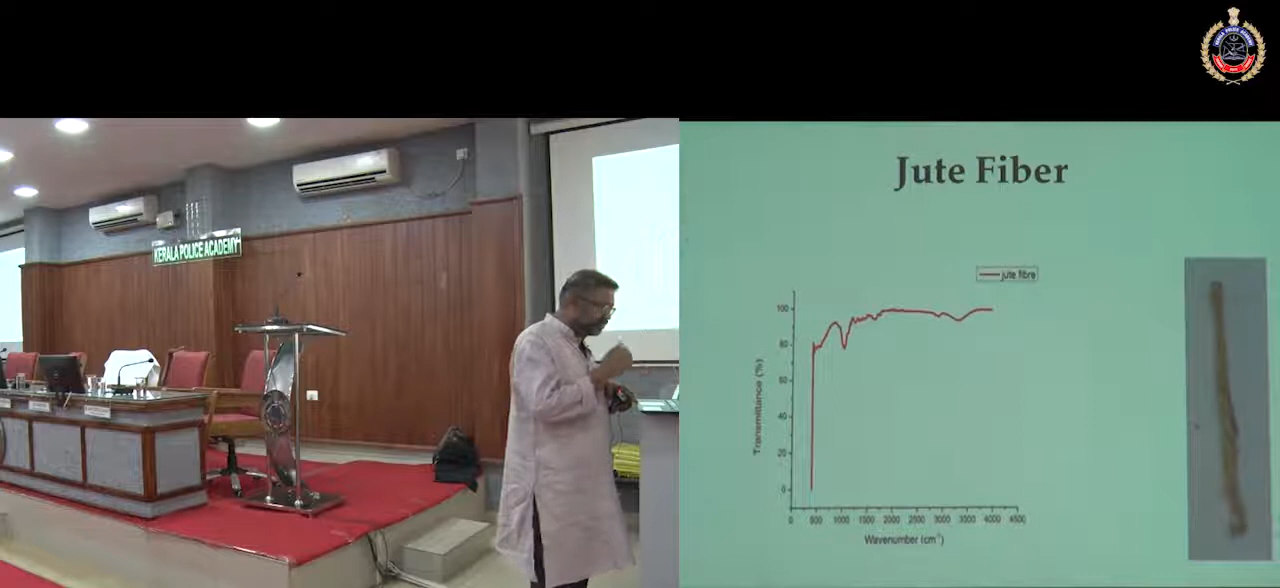 KERALA POLICE ACADEMY
Jute Fiber
jute fibre
100
80
60
40
20
0
Transmittance (%)
0 500 1000 1500 2000 2500 3000 3500 4000 4500
Wavenumber (cm⁻¹)